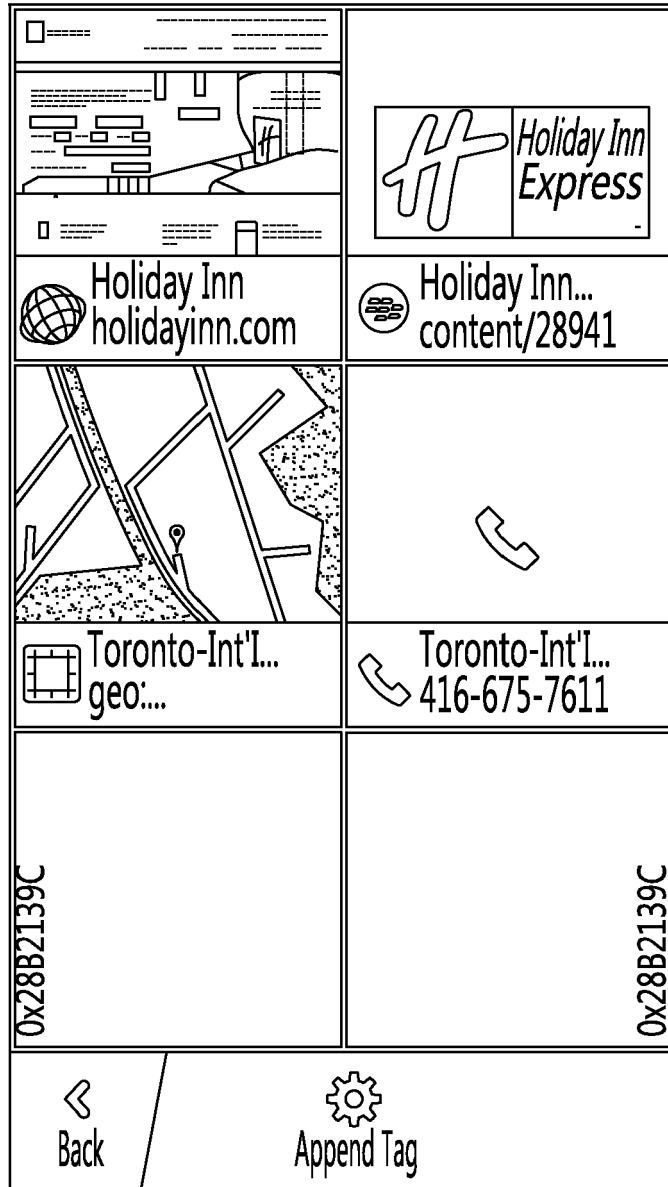 Holiday Inn
Express
Holiday Inn
holidayinn.com
Holiday Inn...
content/28941
Toronto-Int'I...
geo:...
Toronto-Int'I...
416-675-7611
0x28B2139C
0x28B2139C
Back
Append Tag